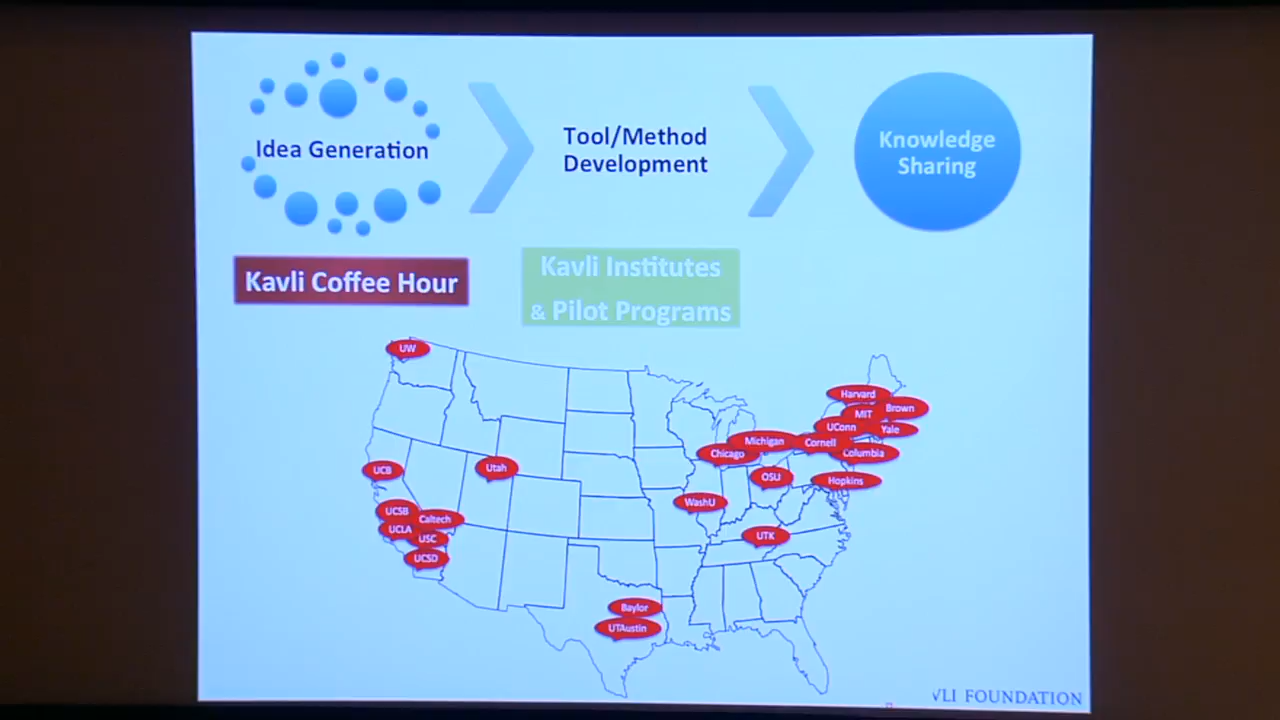 Idea Generation
Tool/Method
Development
Knowledge
Sharing
Kavli Coffee Hour
Kavli Institutes
& Pilot Programs
UW
Harvard
Brown
MIT
UConn
Yale
Michigan
Cornell
Chicago
Columbia
UCB
Utah
OSU
Hopkins
WashU
UCSB
Caltech
UCLA
USC
UTK
UCSD
Baylor
UTAustin
VLI FOUNDATION